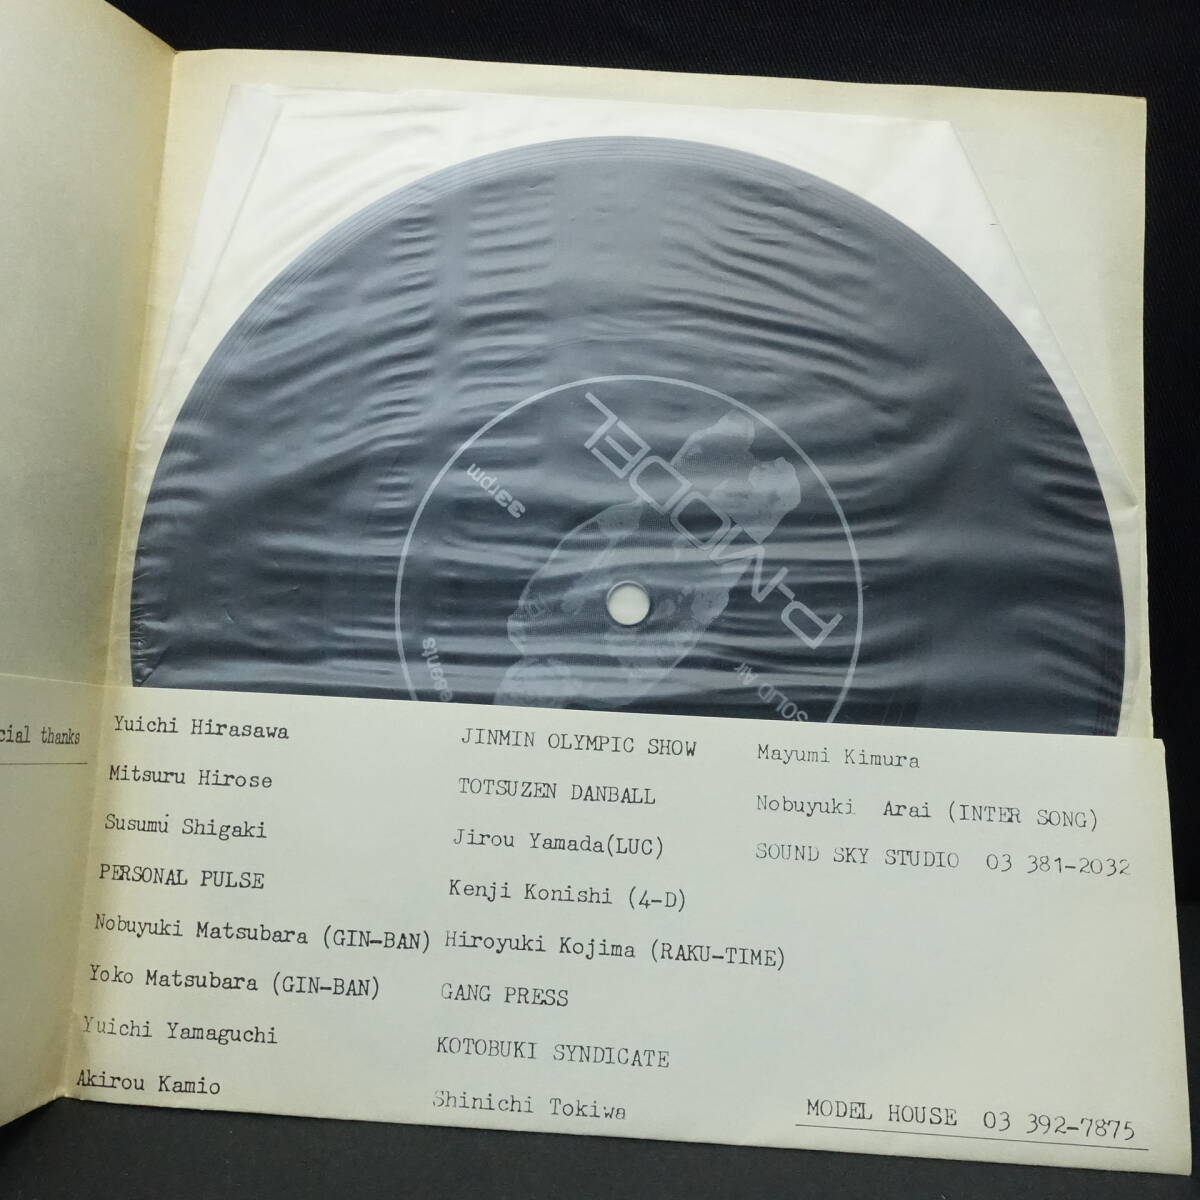 P-MODEL
33rpm
SOLID AIR
cial thanks
Yuichi Hirasawa
Mitsuru Hirose
Susumu Shigaki
PERSONAL PULSE
Nobuyuki Matsubara (GIN-BAN)
Yoko Matsubara (GIN-BAN)
Yuichi Yamaguchi
Akirou Kamio
JINMIN OLYMPIC SHOW
TOTSUZEN DANBALL
Jirou Yamada(LUC)
Kenji Konishi (4-D)
Hiroyuki Kojima (RAKU-TIME)
GANG PRESS
KOTOBUKI SYNDICATE
Shinichi Tokiwa
Mayumi Kimura
Nobuyuki Arai (INTER SONG)
SOUND SKY STUDIO 03 381-2032
MODEL HOUSE 03 392-7875